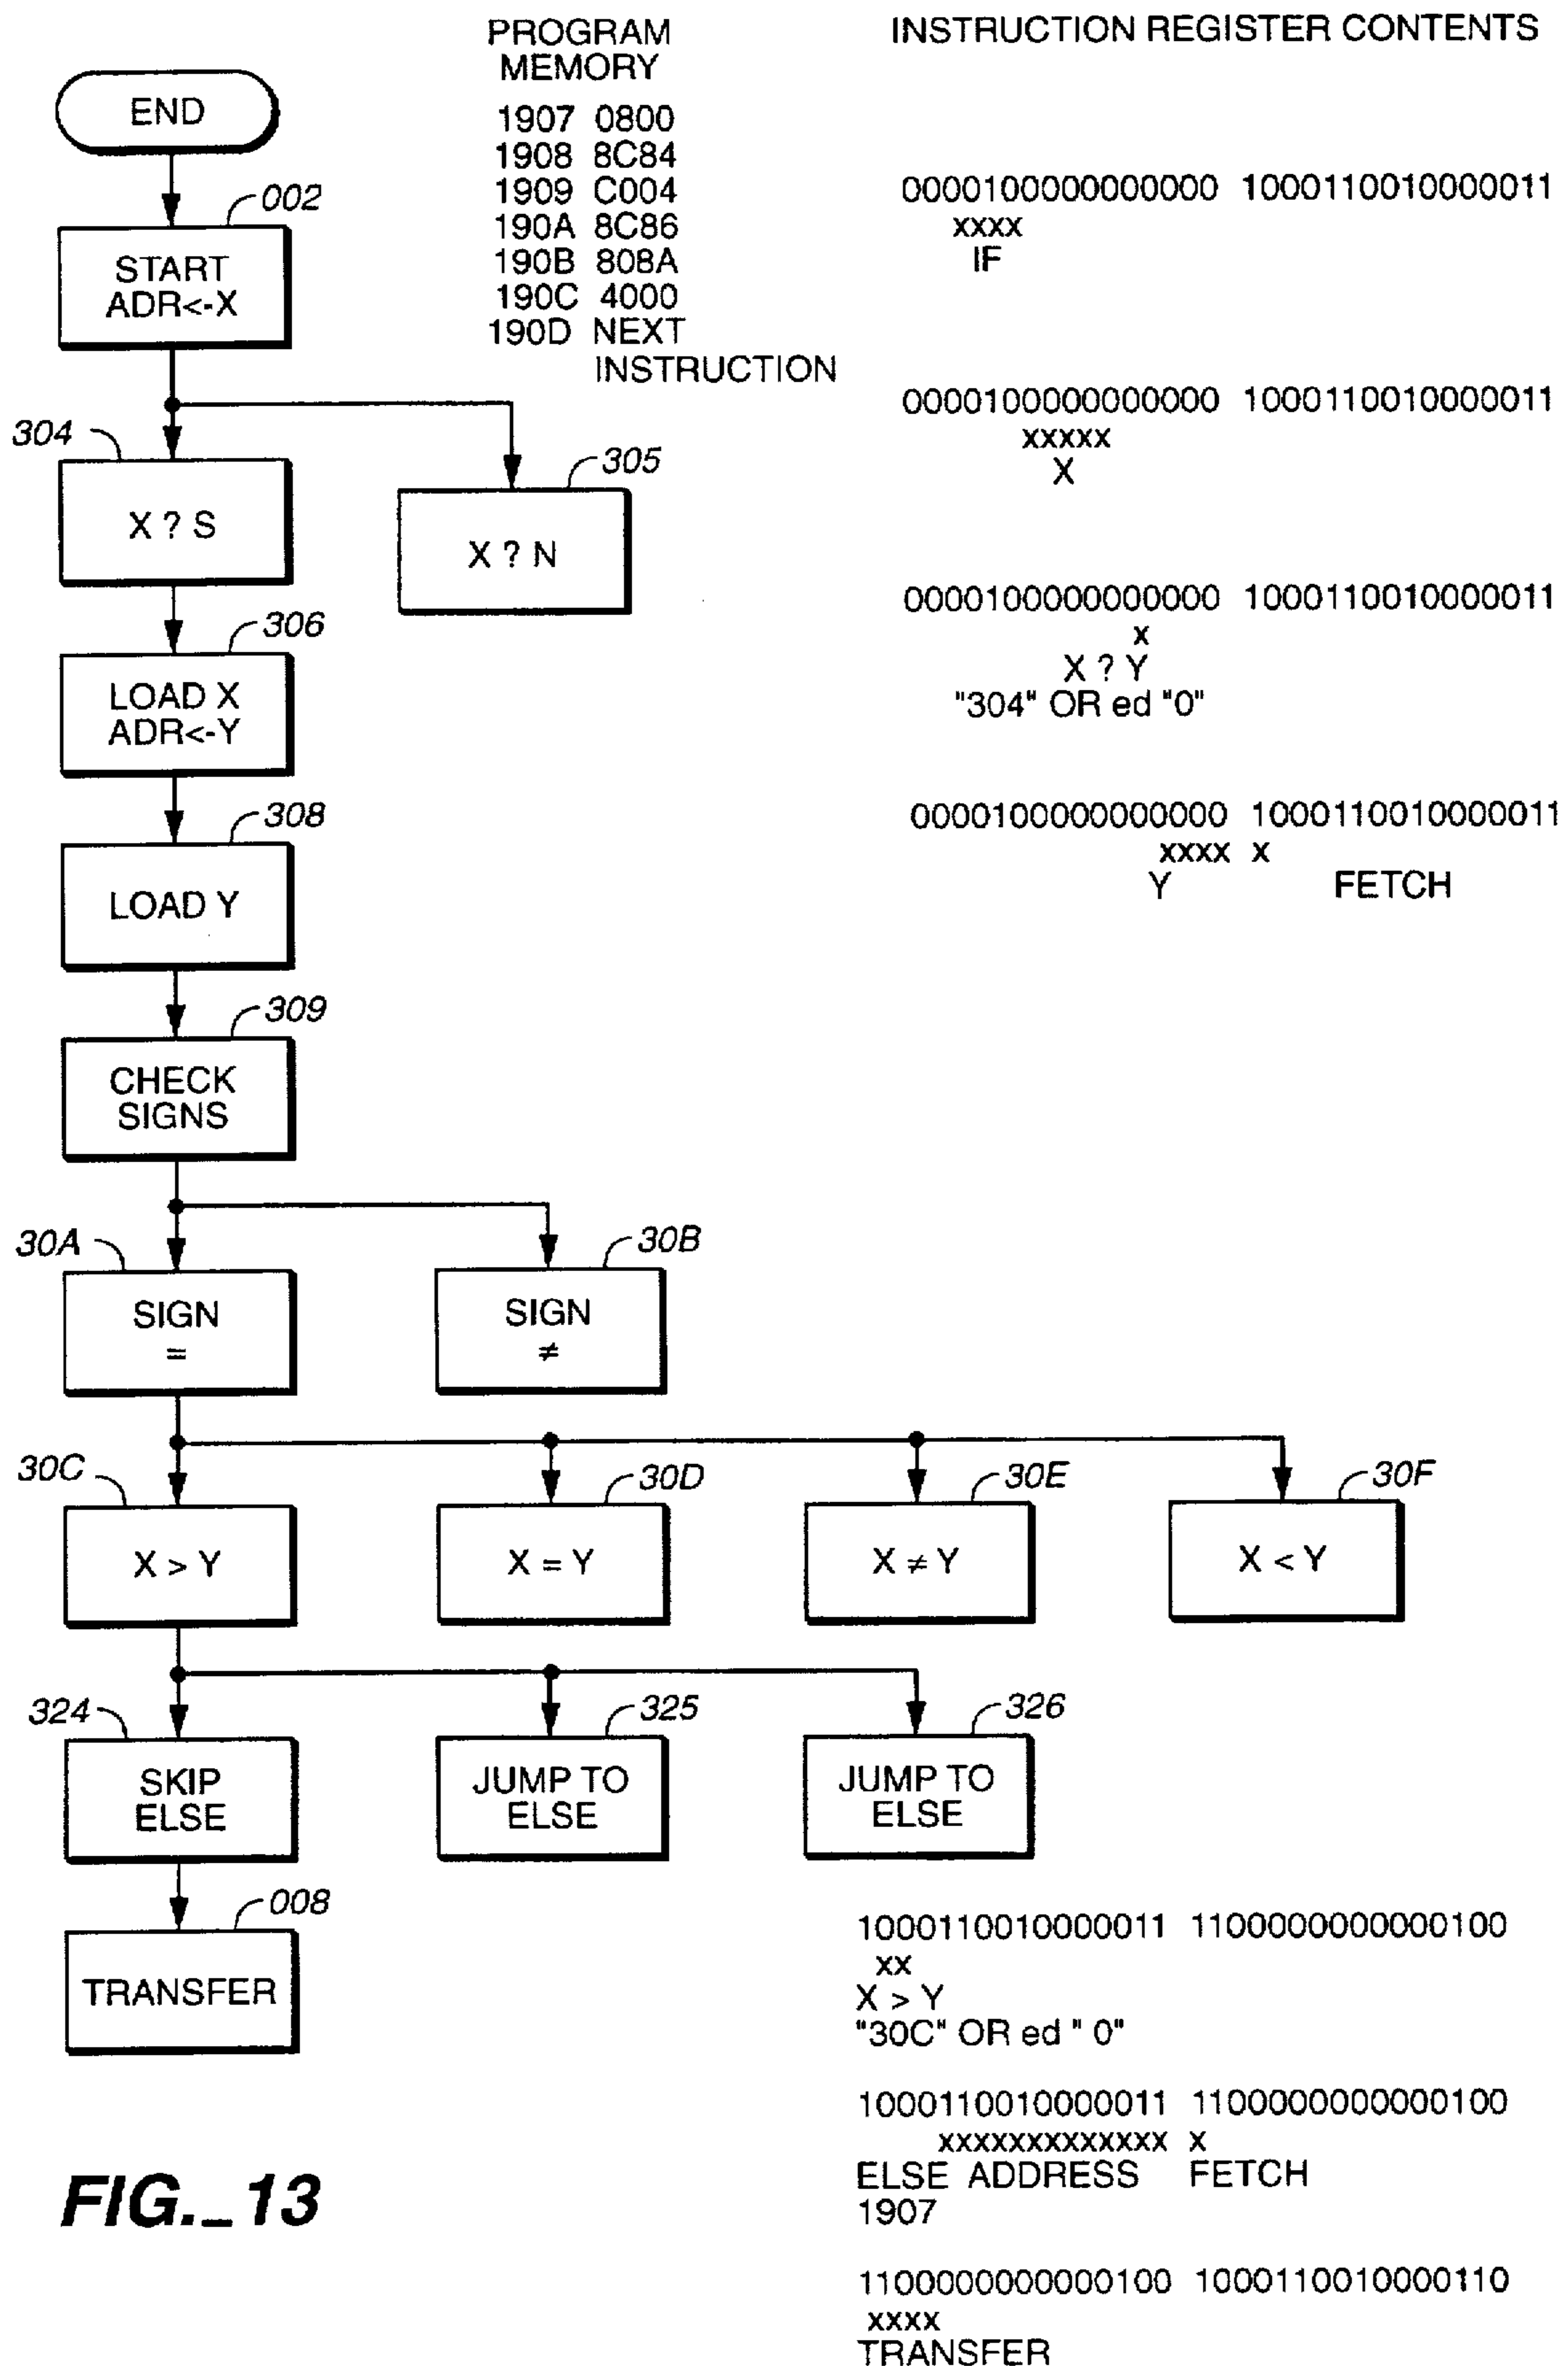 PROGRAM
MEMORY
1907 0800
1908 8C84
1909 C004
190A 8C86
190B 808A
190C 4000
190D NEXT
INSTRUCTION
INSTRUCTION REGISTER CONTENTS
0000100000000000 1000110010000011
xxxx
IF
0000100000000000 1000110010000011
xxxxx
X
0000100000000000 1000110010000011
x
X ? Y
"304" OR ed "0"
0000100000000000 1000110010000011
xxxx x
Y FETCH
END
002
START
ADR<-X
304
X ? S
305
X ? N
306
LOAD X
ADR<-Y
308
LOAD Y
309
CHECK
SIGNS
30A
SIGN
=
30B
SIGN
≠
30C
X > Y
30D
X = Y
30E
X ≠ Y
30F
X < Y
324
SKIP
ELSE
325
JUMP TO
ELSE
326
JUMP TO
ELSE
008
TRANSFER
1000110010000011 1100000000000100
xx
X > Y
"30C" OR ed " 0"
1000110010000011 1100000000000100
xxxxxxxxxxxxx x
ELSE ADDRESS FETCH
1907
1100000000000100 1000110010000110
xxxx
TRANSFER
FIG._13